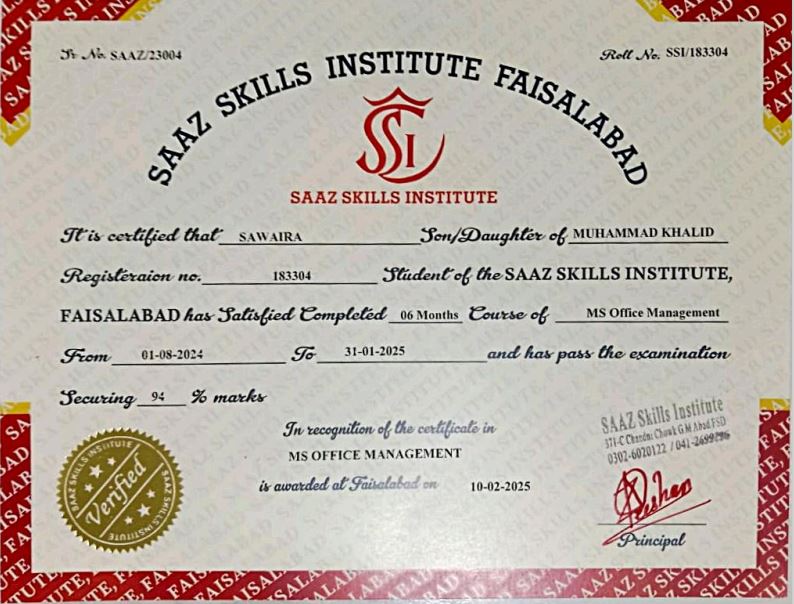 Sr. No. SAAZ/23004
Roll No. SSI/183304
SAAZ SKILLS INSTITUTE FAISALABAD
SSI
SAAZ SKILLS INSTITUTE
It is certified that SAWAIRA Son/Daughter of MUHAMMAD KHALID
Registeraion no. 183304 Student of the SAAZ SKILLS INSTITUTE,
FAISALABAD has Satisfied Completed 06 Months Course of MS Office Management
From 01-08-2024 To 31-01-2025 and has pass the examination
Securing 94 % marks
In recognition of the certificate in
MS OFFICE MANAGEMENT
is awarded at Faisalabad on 10-02-2025
SAAZ SKILLS INSTITUTE
Verified
SAAZ SKILLS INSTITUTE
SAAZ Skills Institute
371-C Chandni Chowk G M Abad FSD
0302-6020122 / 041-2699296
Principal